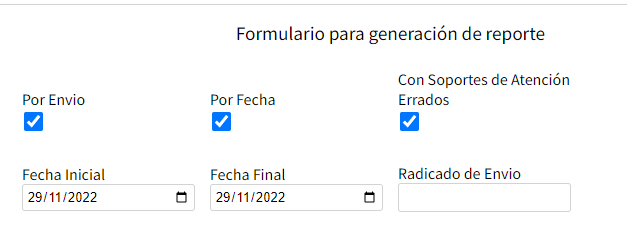 Formulario para generación de reporte
Con Soportes de Atención
Por Envio Por Fecha Errados
Fecha Inicial Fecha Final Radicado de Envio
29/11/2022 29/11/2022